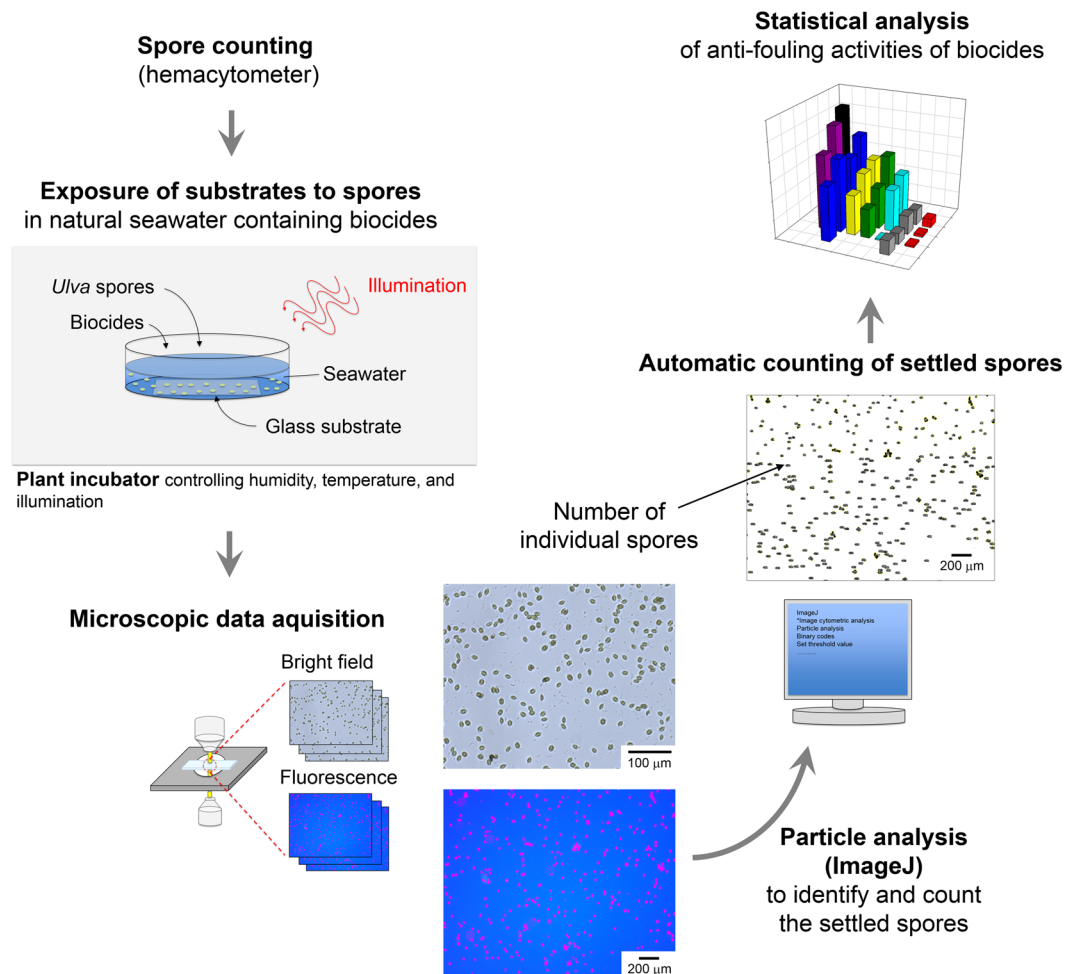 Spore counting
(hemacytometer)
Exposure of substrates to spores
in natural seawater containing biocides
Ulva spores
Biocides
Illumination
Seawater
Glass substrate
Plant incubator controlling humidity, temperature, and
illumination
Microscopic data aquisition
Bright field
Fluorescence
100 μm
200 μm
Particle analysis
(ImageJ)
to identify and count
the settled spores
ImageJ
*Image cytometric analysis
Particle analysis
Binary codes
Set threshold value
..............
Automatic counting of settled spores
Number of
individual spores
200 μm
Statistical analysis
of anti-fouling activities of biocides